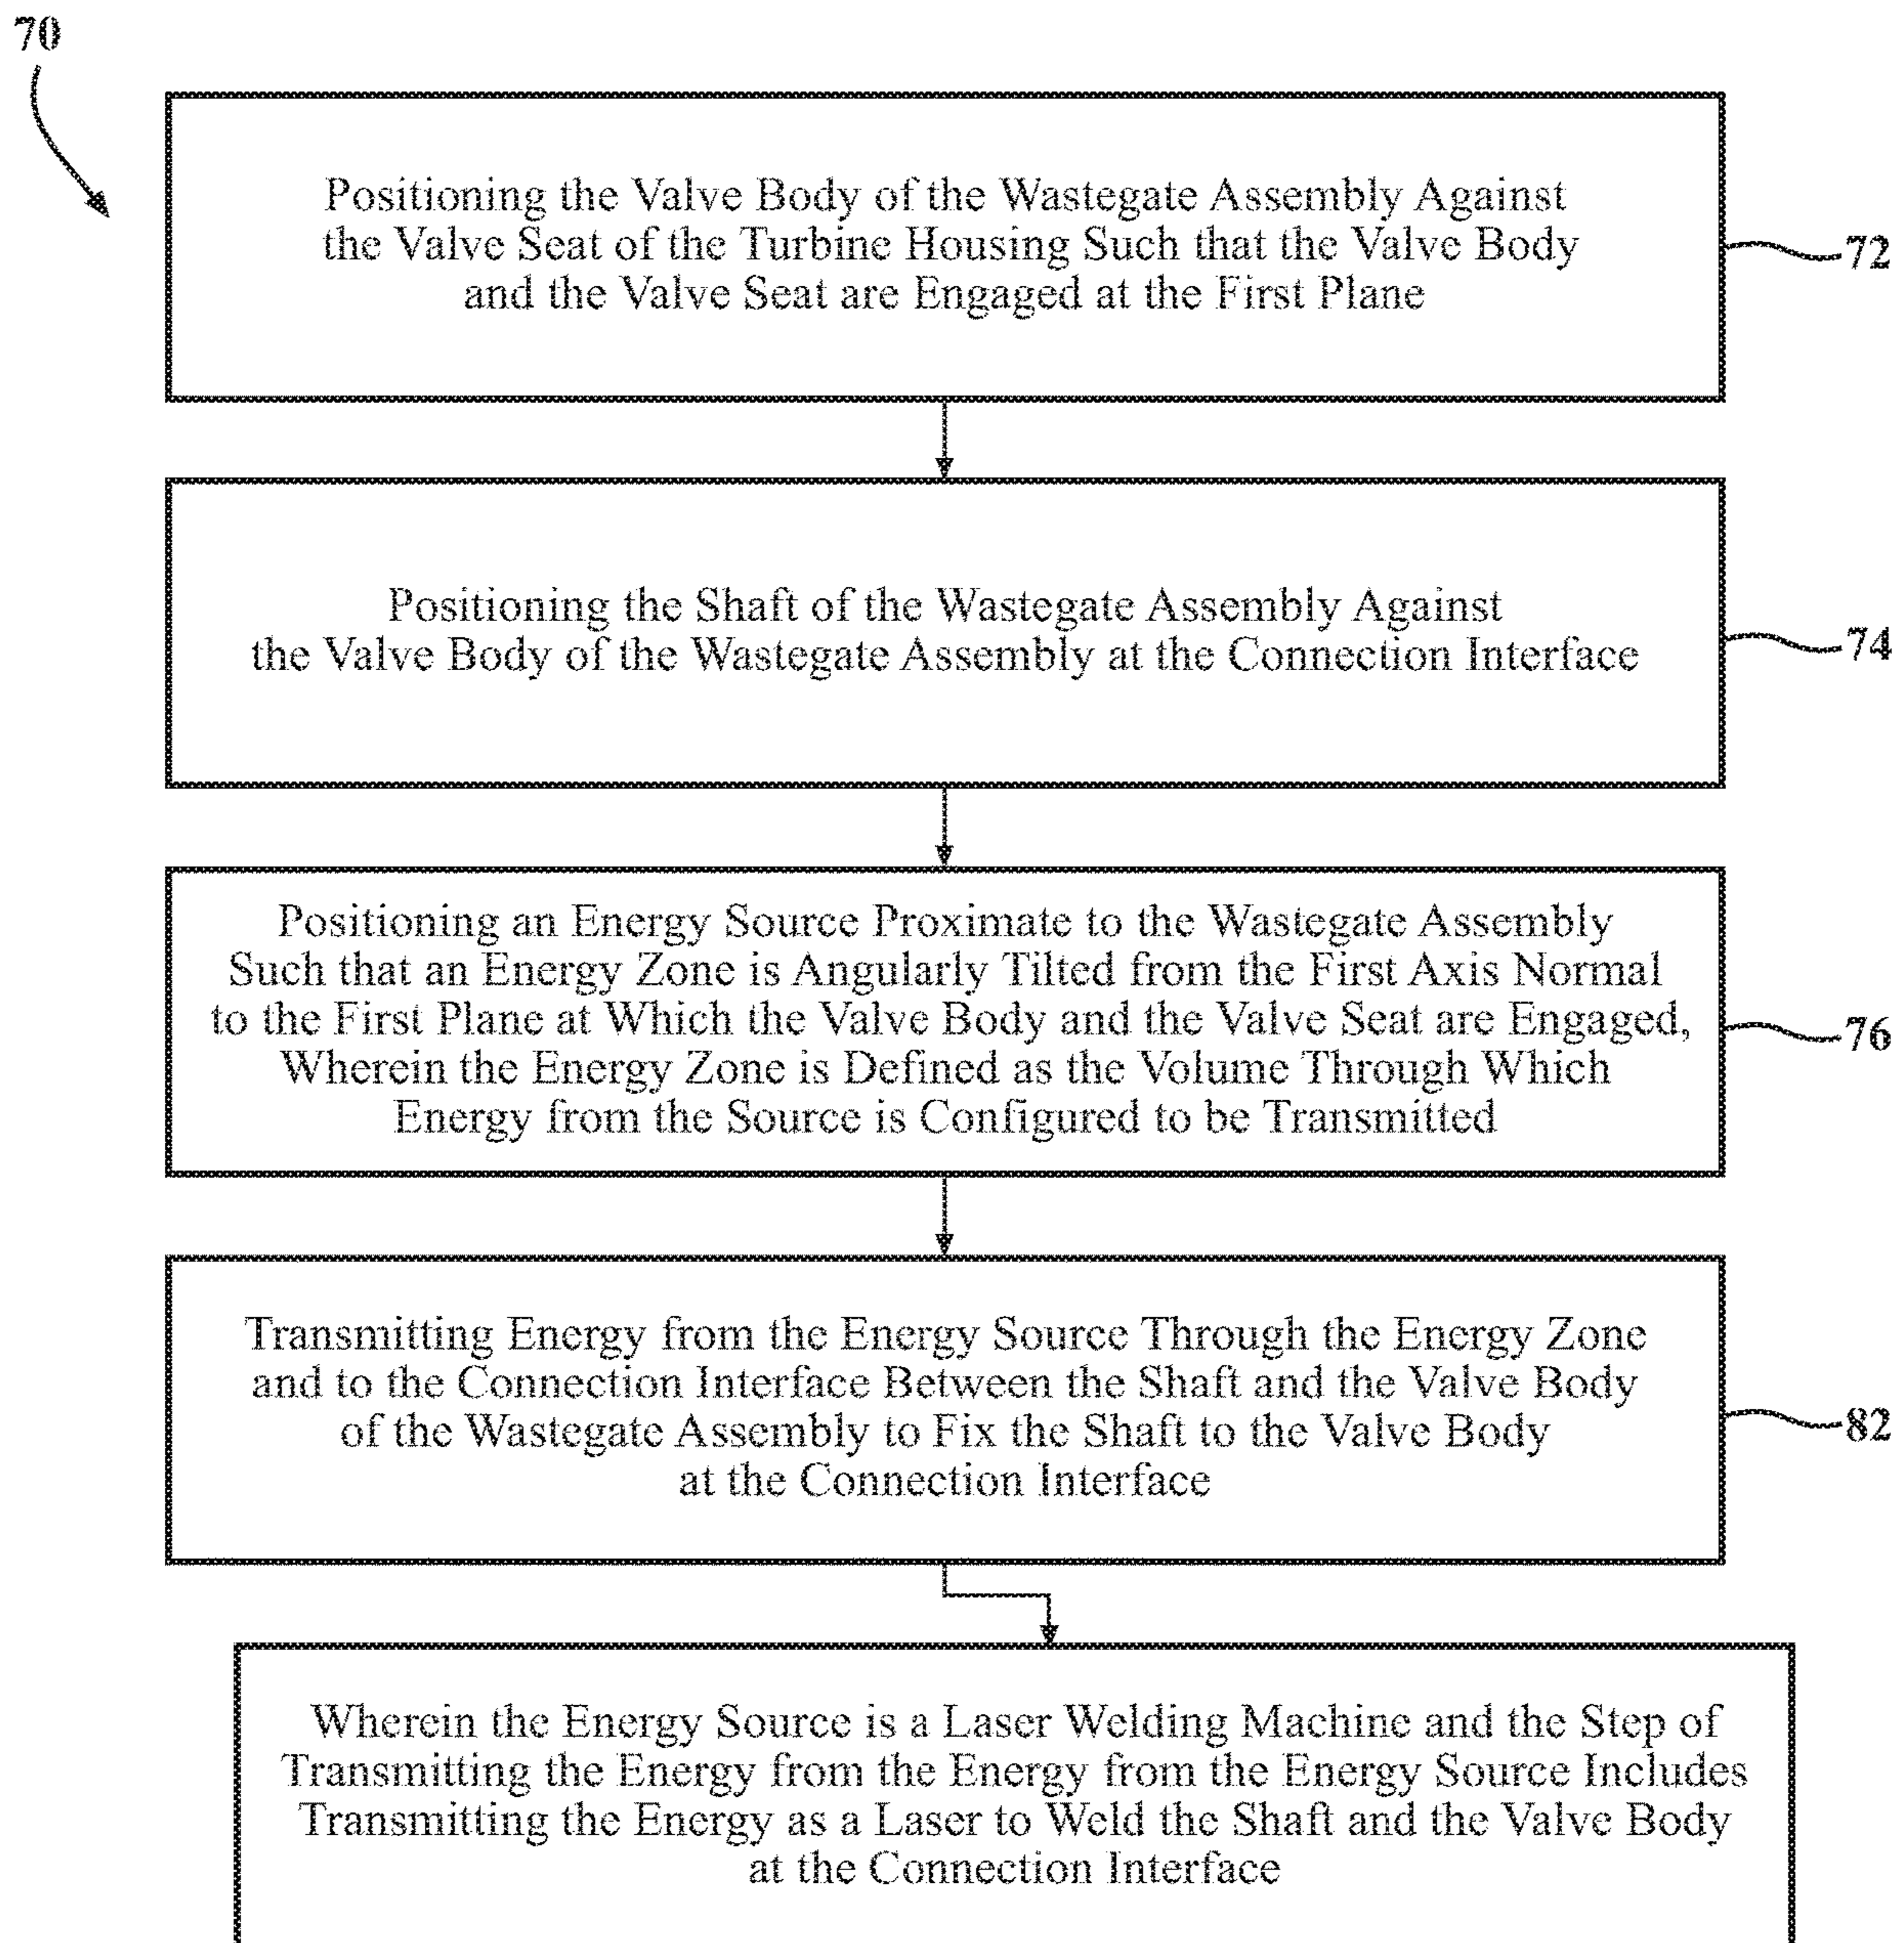 70
Positioning the Valve Body of the Wastegate Assembly Against
the Valve Seat of the Turbine Housing Such that the Valve Body
and the Valve Seat are Engaged at the First Plane
72
Positioning the Shaft of the Wastegate Assembly Against
the Valve Body of the Wastegate Assembly at the Connection Interface
74
Positioning an Energy Source Proximate to the Wastegate Assembly
Such that an Energy Zone is Angularly Tilted from the First Axis Normal
to the First Plane at Which the Valve Body and the Valve Seat are Engaged,
Wherein the Energy Zone is Defined as the Volume Through Which
Energy from the Source is Configured to be Transmitted
76
Transmitting Energy from the Energy Source Through the Energy Zone
and to the Connection Interface Between the Shaft and the Valve Body
of the Wastegate Assembly to Fix the Shaft to the Valve Body
at the Connection Interface
82
Wherein the Energy Source is a Laser Welding Machine and the Step of
Transmitting the Energy from the Energy from the Energy Source Includes
Transmitting the Energy as a Laser to Weld the Shaft and the Valve Body
at the Connection Interface